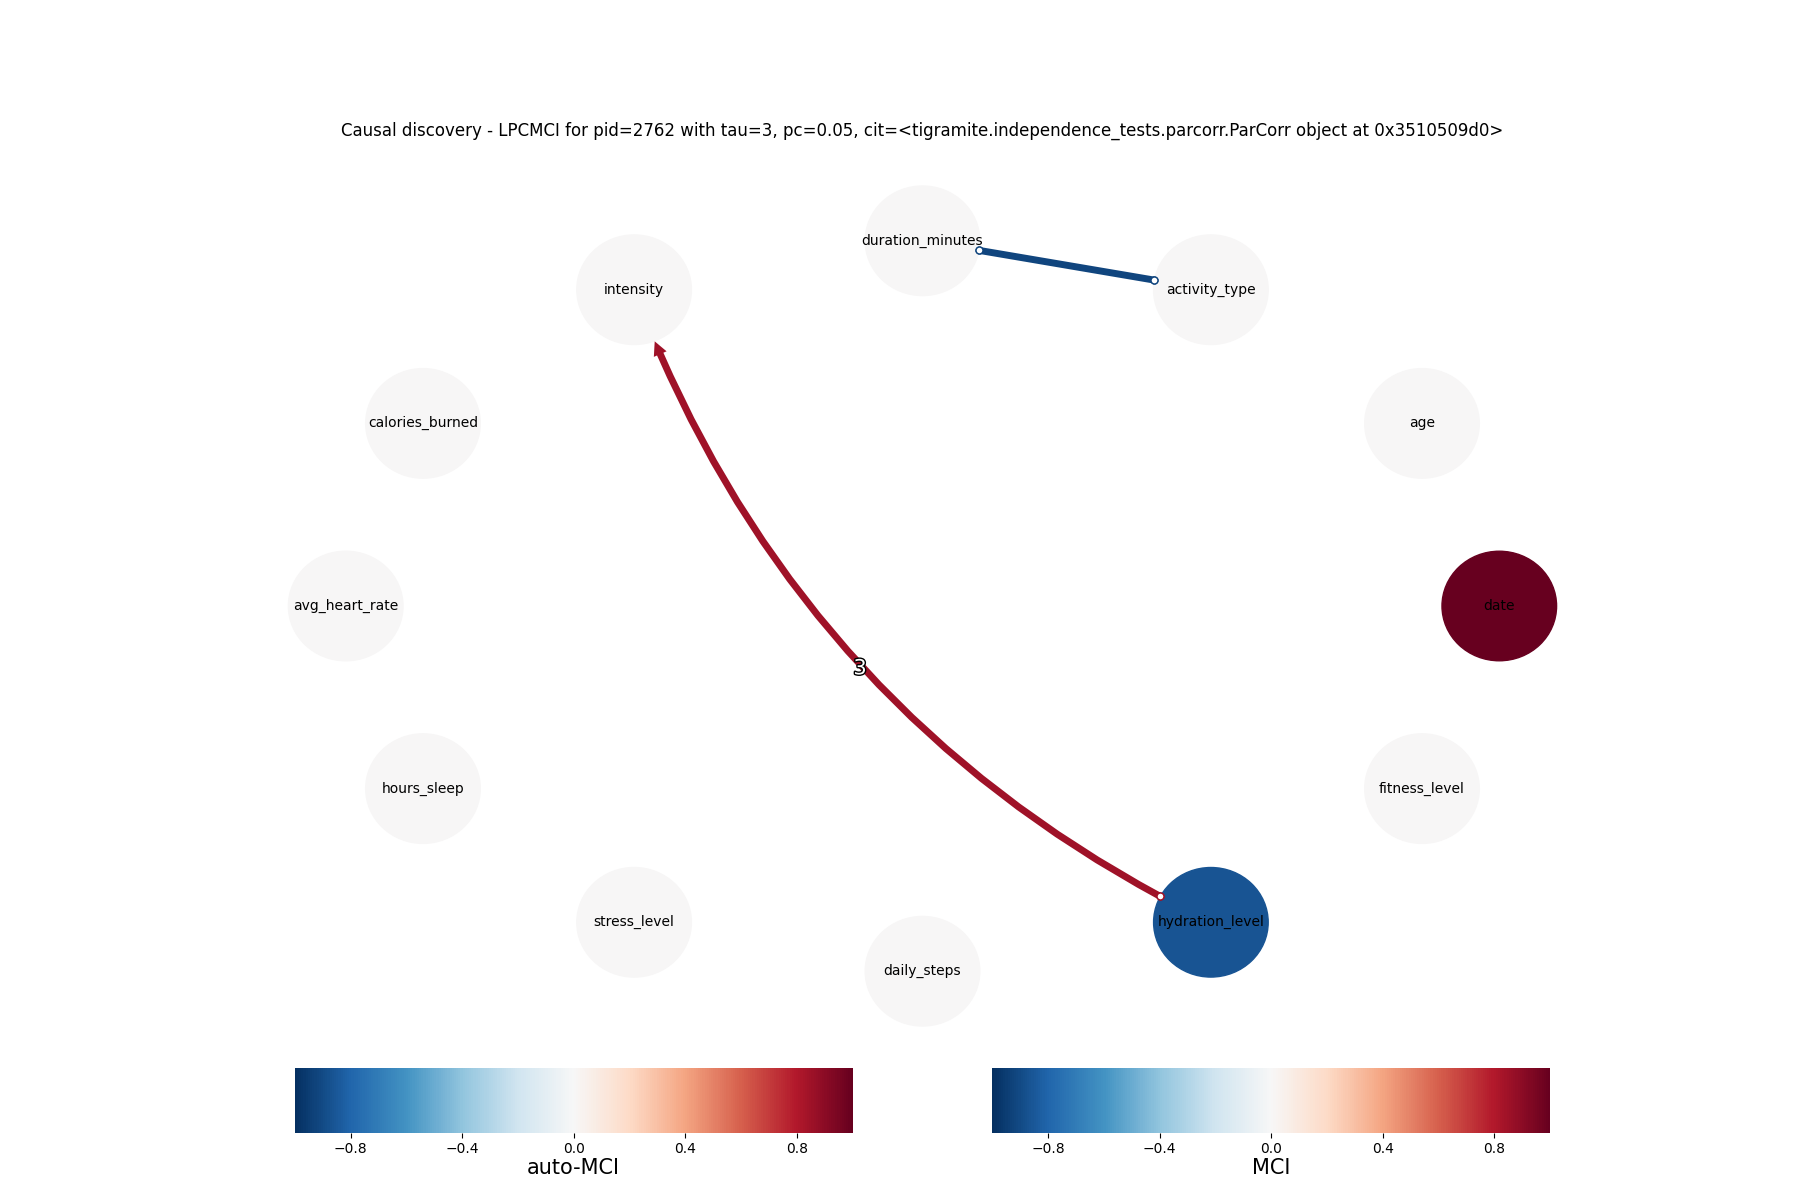 Causal discovery - LPCMCI for pid=2762 with tau=3, pc=0.05, cit=<tigramite.independence_tests.parcorr.ParCorr object at 0x3510509d0>
duration_minutes
intensity
activity_type
calories_burned
age
avg_heart_rate
date
3
hours_sleep
fitness_level
stress_level
hydration_level
daily_steps
−0.8 −0.4 0.0 0.4 0.8
auto-MCI
−0.8 −0.4 0.0 0.4 0.8
MCI